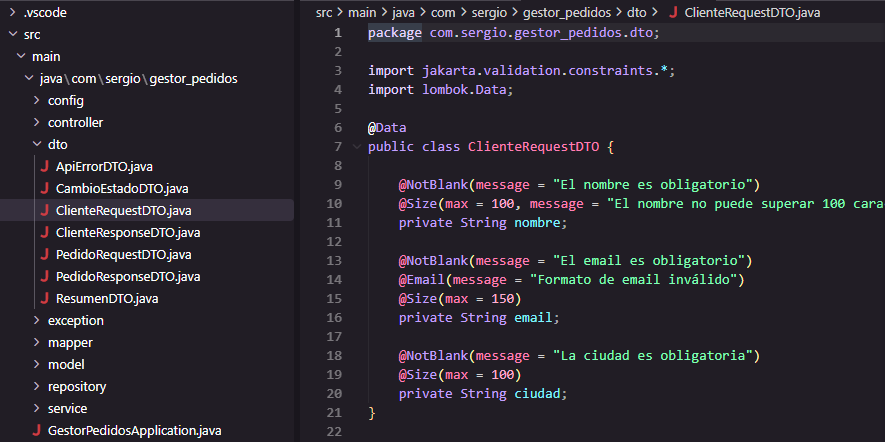 .vscode
src
main
java\com\sergio\gestor_pedidos
config
controller
dto
J ApiErrorDTO.java
J CambioEstadoDTO.java
J ClienteRequestDTO.java
J ClienteResponseDTO.java
J PedidoRequestDTO.java
J PedidoResponseDTO.java
J ResumenDTO.java
exception
mapper
model
repository
service
J GestorPedidosApplication.java
src > main > java > com > sergio > gestor_pedidos > dto > J ClienteRequestDTO.java
1 package com.sergio.gestor_pedidos.dto;
2
3 import jakarta.validation.constraints.*;
4 import lombok.Data;
5
6 @Data
7 public class ClienteRequestDTO {
8
9 @NotBlank(message = "El nombre es obligatorio")
10 @Size(max = 100, message = "El nombre no puede superar 100 cara
11 private String nombre;
12
13 @NotBlank(message = "El email es obligatorio")
14 @Email(message = "Formato de email inválido")
15 @Size(max = 150)
16 private String email;
17
18 @NotBlank(message = "La ciudad es obligatoria")
19 @Size(max = 100)
20 private String ciudad;
21 }
22